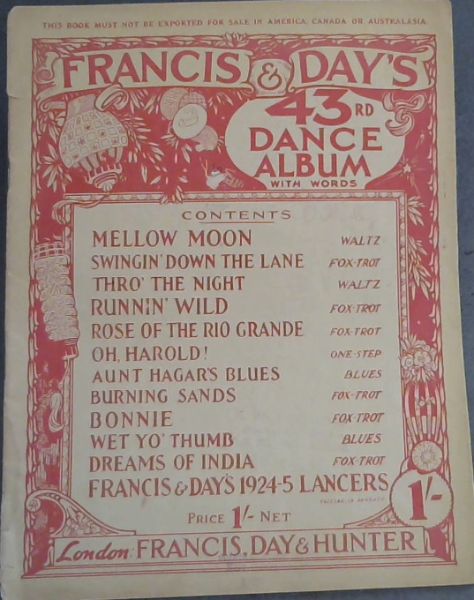 THIS BOOK MUST NOT BE EXPORTED FOR SALE IN AMERICA, CANADA OR AUSTRALASIA.
FRANCIS & DAY'S
43RD
DANCE
ALBUM
WITH WORDS
CONTENTS
MELLOW MOON WALTZ
SWINGIN' DOWN THE LANE FOX-TROT
THRO' THE NIGHT WALTZ
RUNNIN' WILD FOX-TROT
ROSE OF THE RIO GRANDE FOX-TROT
OH, HAROLD! ONE-STEP
AUNT HAGAR'S BLUES BLUES
BURNING SANDS FOX-TROT
BONNIE FOX-TROT
WET YO' THUMB BLUES
DREAMS OF INDIA FOX-TROT
FRANCIS & DAY'S 1924-5 LANCERS
PRICE 1/- NET
1/-
London: FRANCIS, DAY & HUNTER